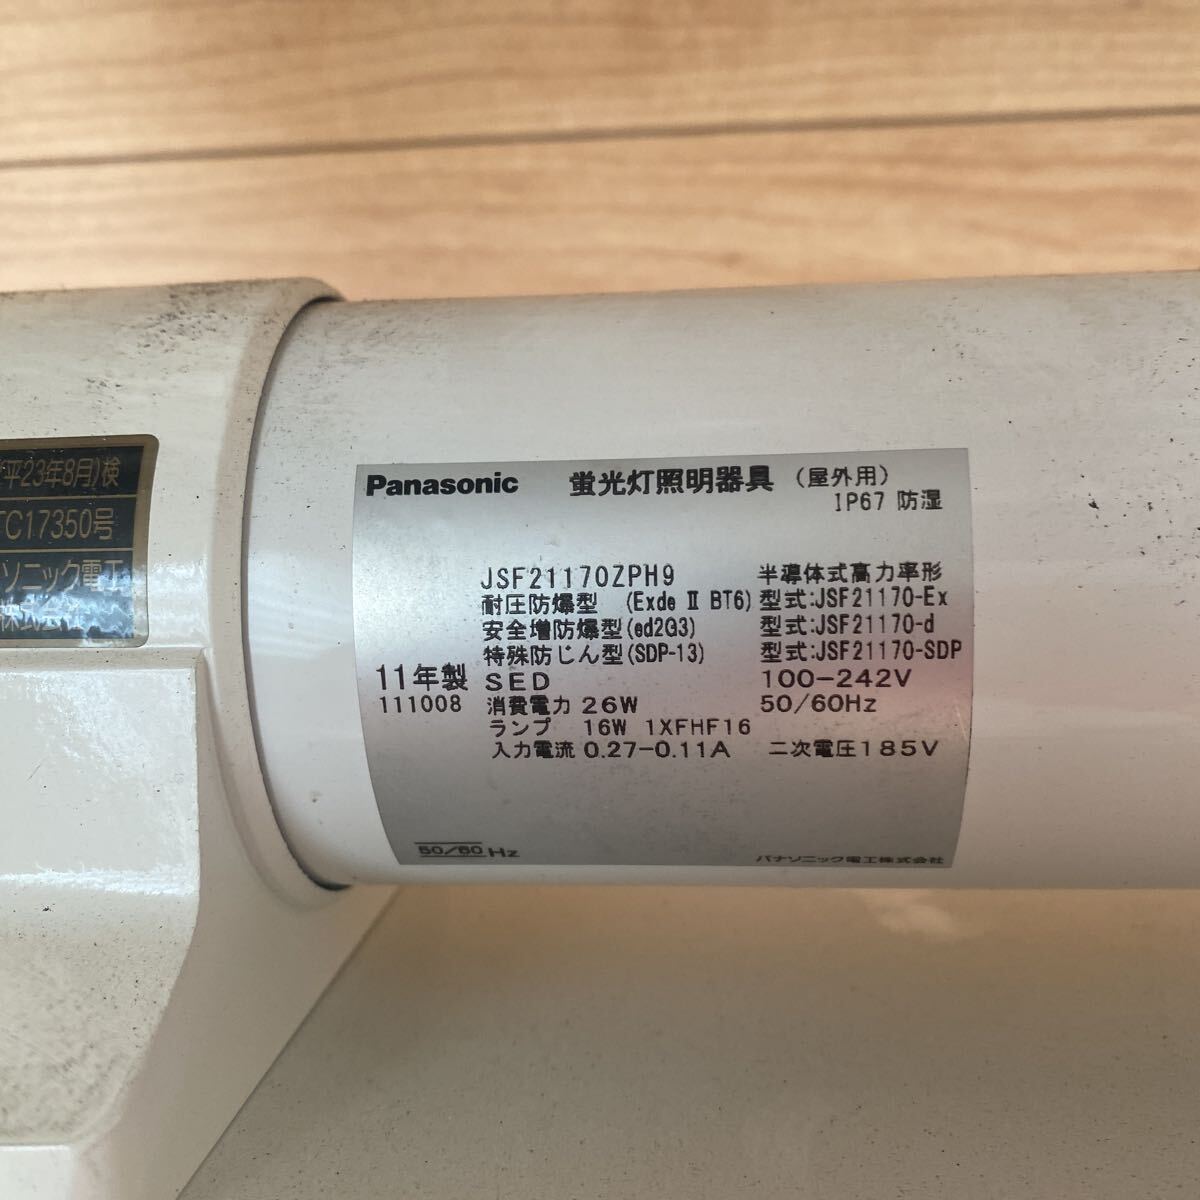 (平23年8月)検
TC17350号
ソニック電工
株式会社
Panasonic 蛍光灯照明器具 (屋外用)
IP67 防湿
JSF21170ZPH9 半導体式高力率形
耐圧防爆型 (Exde II BT6) 型式:JSF21170-Ex
安全増防爆型(ed2G3) 型式:JSF21170-d
特殊防じん型(SDP-13) 型式:JSF21170-SDP
11年製 SED 100-242V
111008 消費電力 26W 50/60Hz
ランプ 16W 1XFHF16
入力電流 0.27-0.11A 二次電圧185V
50/60 Hz パナソニック電工株式会社